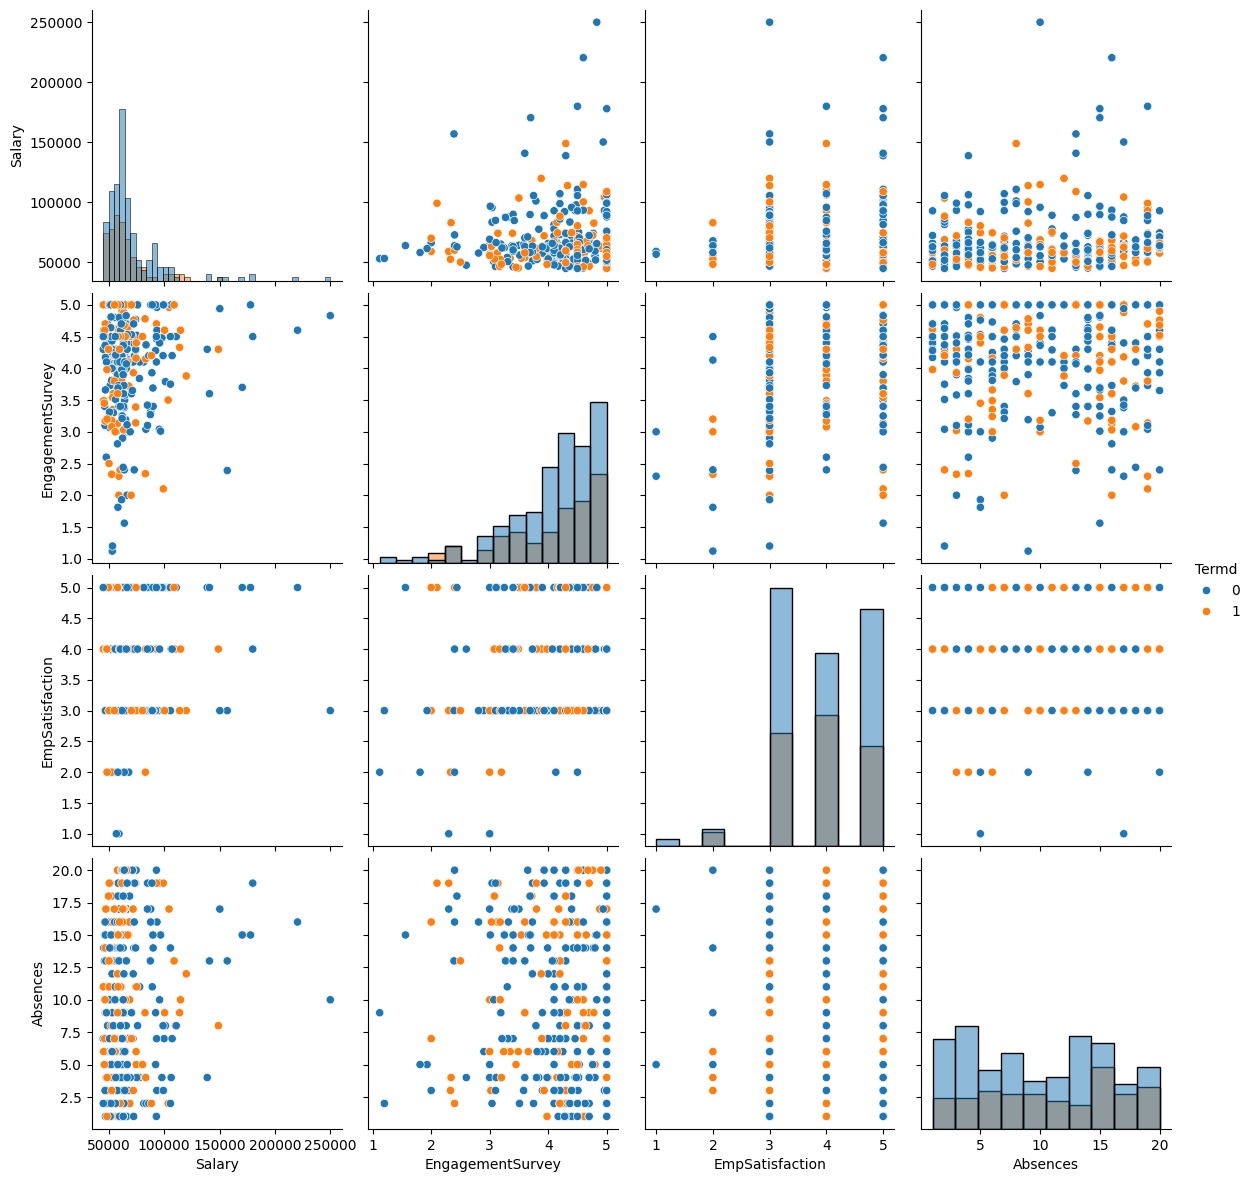 250000
200000
150000
100000
50000
Salary
5.0
4.5
4.0
3.5
3.0
2.5
2.0
1.5
1.0
EngagementSurvey
5.0
4.5
4.0
3.5
3.0
2.5
2.0
1.5
1.0
EmpSatisfaction
Termd
0
1
20.0
17.5
15.0
12.5
10.0
7.5
5.0
2.5
Absences
50000 100000 150000 200000 250000
Salary
1 2 3 4 5
EngagementSurvey
1 2 3 4 5
EmpSatisfaction
5 10 15 20
Absences